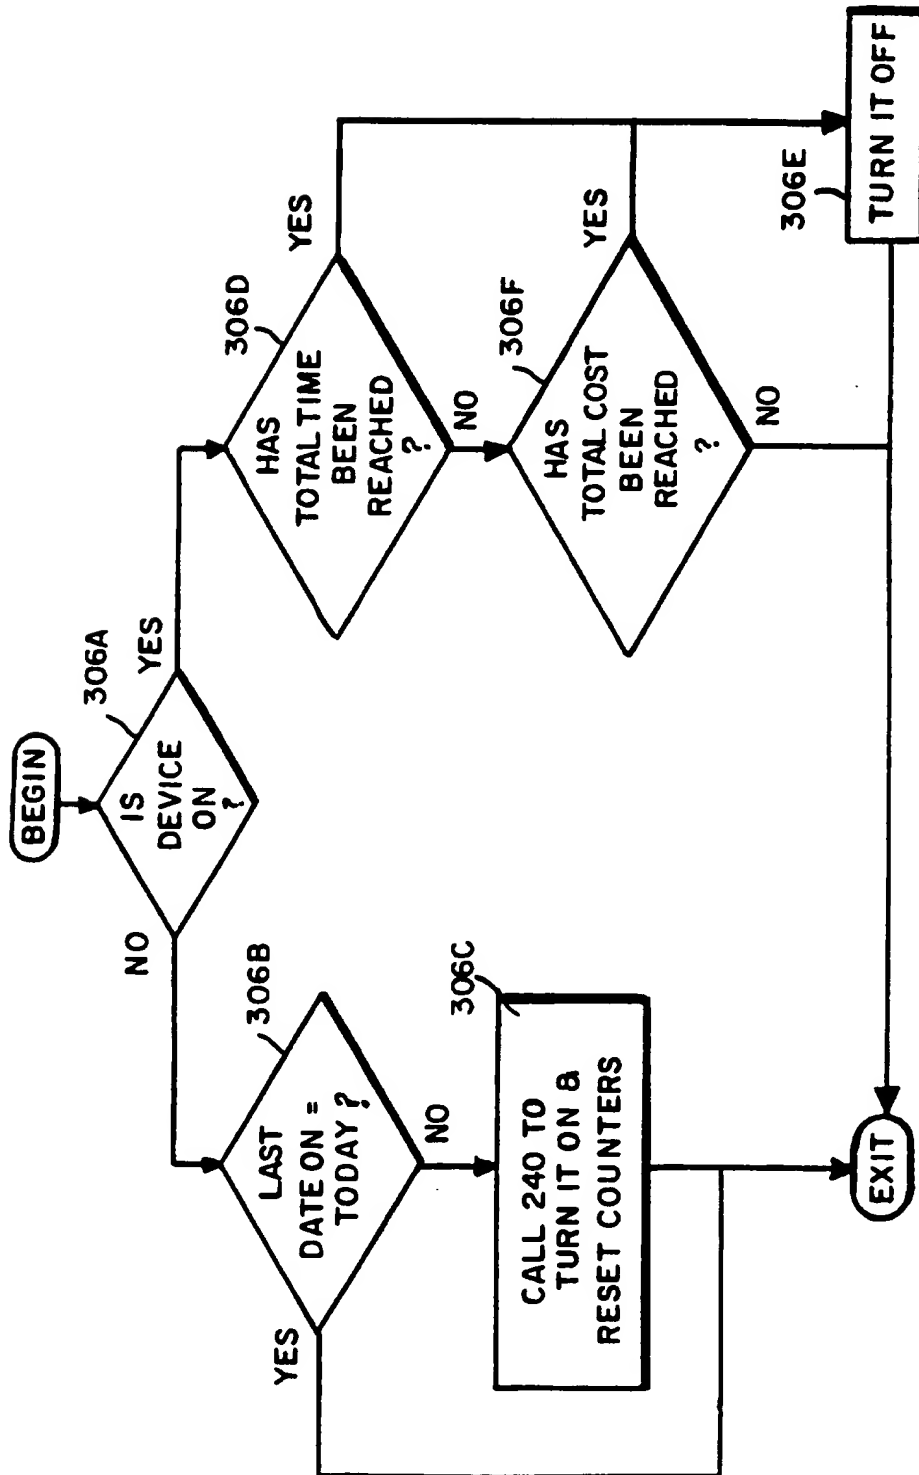 BEGIN
306A
IS
DEVICE
ON
?
NO
YES
306B
LAST
DATE ON =
TODAY ?
YES
NO
306C
CALL 240 TO
TURN IT ON &
RESET COUNTERS
306D
HAS
TOTAL TIME
BEEN
REACHED
?
YES
NO
306F
HAS
TOTAL COST
BEEN
REACHED
?
YES
NO
306E
TURN IT OFF
EXIT